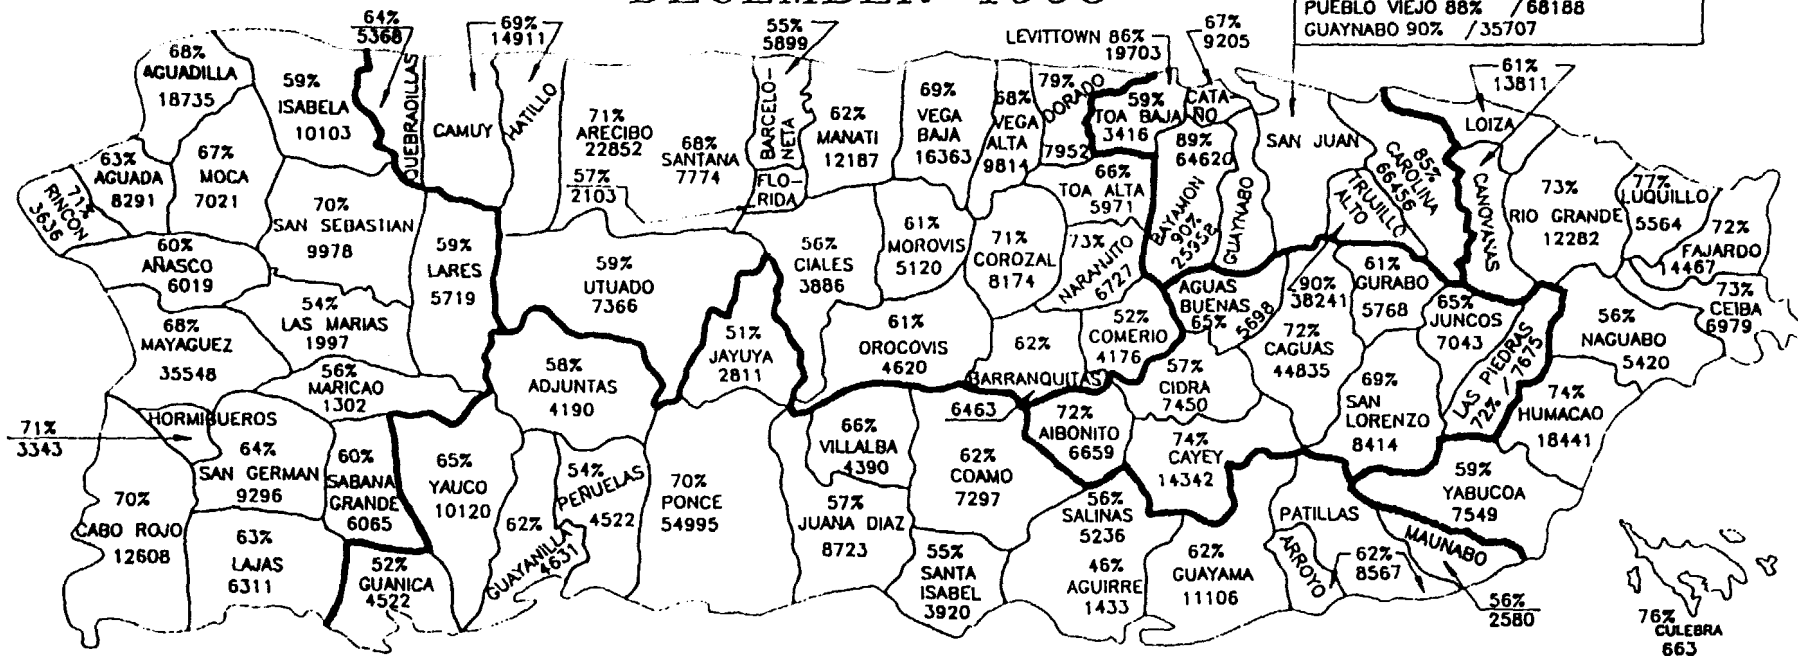 PUEBLO VIEJO 88% /68188
GUAYNABO 90% /35707
64%
5368
69%
14911
55%
5899
LEVITTOWN 86%
19703
67%
9205
61%
13811
68%
AGUADILLA
18735
59%
ISABELA
10103
QUEBRADILLAS
CAMUY
HATILLO
71%
ARECIBO
22852
57%
2103
68%
SANTANA
7774
BARCELO-
NETA
FLO-
RIDA
62%
MANATI
12187
69%
VEGA
BAJA
16363
68%
VEGA
ALTA
9814
79%
DORADO
7952
59%
TOA BAJA
3416
CATA-
ÑO
89%
64620
BAYAMON
90%
25958
GUAYNABO
SAN JUAN
TRUJILLO
ALTO
85%
CAROLINA
66456
LOIZA
CANOVANAS
73%
RIO GRANDE
12282
77%
LUQUILLO
5564
72%
FAJARDO
14467
73%
CEIBA
6979
63%
AGUADA
8291
67%
MOCA
7021
71%
RINCON
3636
70%
SAN SEBASTIAN
9978
60%
AÑASCO
6019
59%
LARES
5719
59%
UTUADO
7366
56%
CIALES
3886
61%
MOROVIS
5120
71%
COROZAL
8174
66%
TOA ALTA
5971
73%
NARANJITO
6727
AGUAS
BUENAS
65%
5698
90%
38241
61%
GURABO
5768
65%
JUNCOS
7043
LAS PIEDRAS
72% / 7675
56%
NAGUABO
5420
54%
LAS MARIAS
1997
68%
MAYAGUEZ
35548
56%
MARICAO
1302
58%
ADJUNTAS
4190
51%
JAYUYA
2811
61%
OROCOVIS
4620
62%
BARRANQUITAS
6463
52%
COMERIO
4176
57%
CIDRA
7450
72%
CAGUAS
44835
69%
SAN
LORENZO
8414
74%
HUMACAO
18441
HORMIGUEROS
71%
3343
64%
SAN GERMAN
9296
60%
SABANA
GRANDE
6065
65%
YAUCO
10120
54%
PEÑUELAS
4522
62%
GUAYANILLA
4631
70%
PONCE
54995
66%
VILLALBA
4390
57%
JUANA DIAZ
8723
62%
COAMO
7297
72%
AIBONITO
6659
74%
CAYEY
14342
56%
SALINAS
5236
59%
YABUCOA
7549
70%
CABO ROJO
12608
63%
LAJAS
6311
52%
GUANICA
4522
55%
SANTA
ISABEL
3920
46%
AGUIRRE
1433
62%
GUAYAMA
11106
PATILLAS
ARROYO
62%
8567
MAUNABO
56%
2580
76%
CULEBRA
663